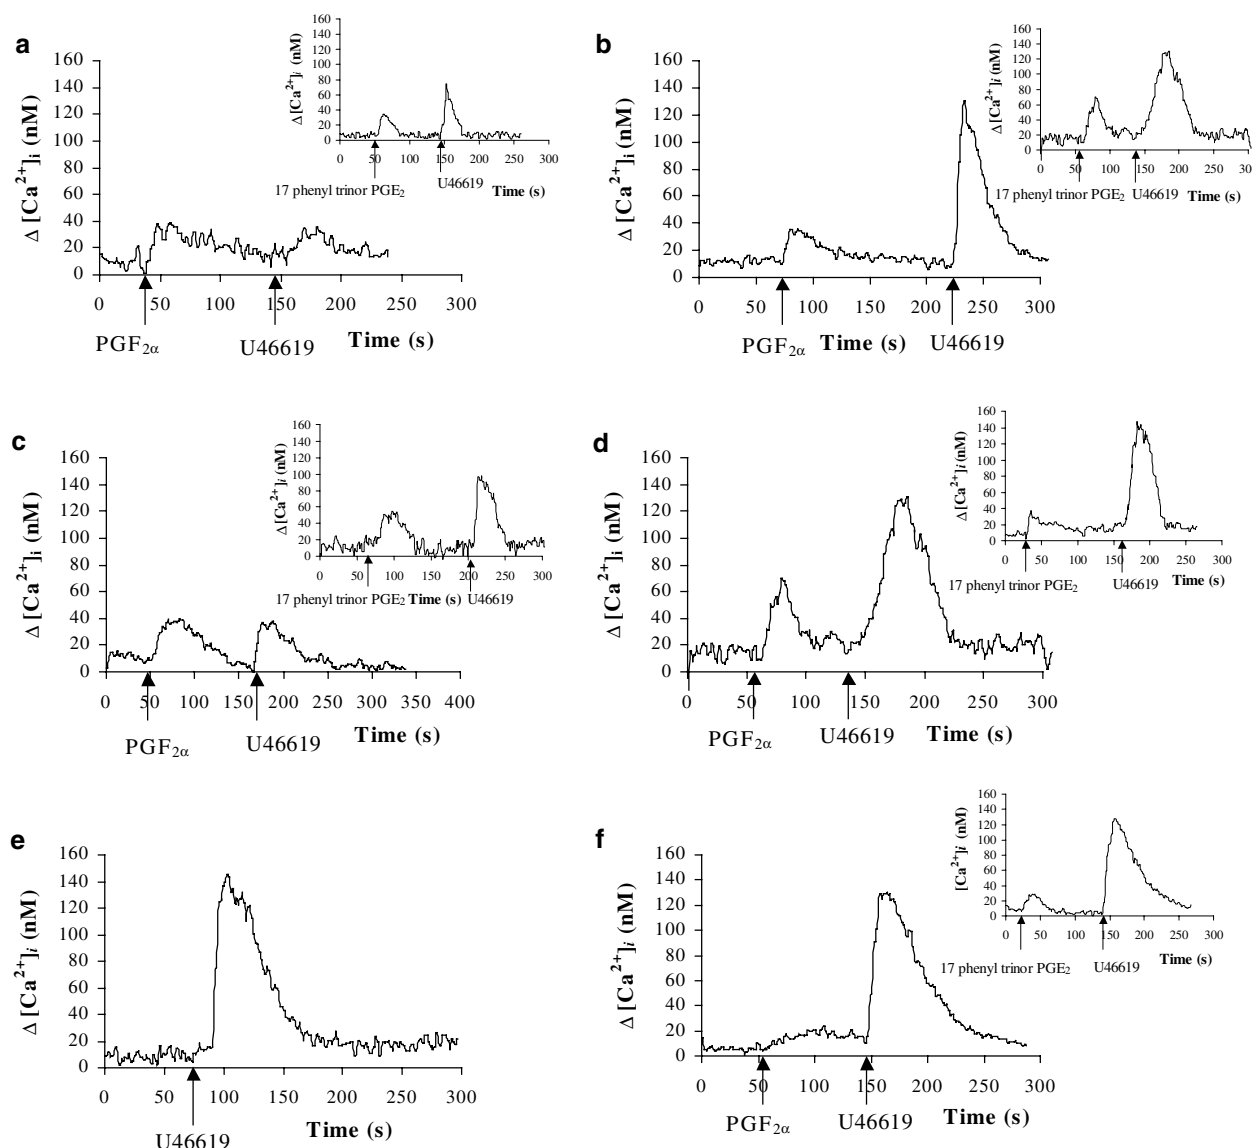 a
Δ [Ca2+]i (nM)
160
140
120
100
80
60
40
20
0
0 50 100 150 200 250 300
PGF2α
U46619
Time (s)
Δ [Ca2+]i (nM)
160
140
120
100
80
60
40
20
0
0 50 100 150 200 250 300
17 phenyl trinor PGE2
U46619
Time (s)
b
Δ [Ca2+]i (nM)
160
140
120
100
80
60
40
20
0
0 50 100 150 200 250 300
PGF2α Time (s) U46619
Δ [Ca2+]i (nM)
160
140
120
100
80
60
40
20
0
0 50 100 150 200 250 300
17 phenyl trinor PGE2 U46619 Time (s)
c
Δ [Ca2+]i (nM)
160
140
120
100
80
60
40
20
0
0 50 100 150 200 250 300 350 400
PGF2α
U46619
Time (s)
Δ[Ca2+]i (nM)
160
140
120
100
80
60
40
20
0
0 50 100 150 200 250 300
17 phenyl trinor PGE2 Time (s) U46619
d
Δ [Ca2+]i (nM)
160
140
120
100
80
60
40
20
0
0 50 100 150 200 250 300
PGF2α
U46619
Time (s)
Δ[Ca2+]i (nM)
160
140
120
100
80
60
40
20
0
0 50 100 150 200 250 300
17 phenyl trinor PGE2
U46619
Time (s)
e
Δ [Ca2+]i (nM)
160
140
120
100
80
60
40
20
0
0 50 100 150 200 250 300
U46619
Time (s)
f
Δ [Ca2+]i (nM)
160
140
120
100
80
60
40
20
0
0 50 100 150 200 250 300
PGF2α
U46619
Time (s)
[Ca2+]i (nM)
160
140
120
100
80
60
40
20
0
0 50 100 150 200 250 300
17 phenyl trinor PGE2
U46619
Time (s)